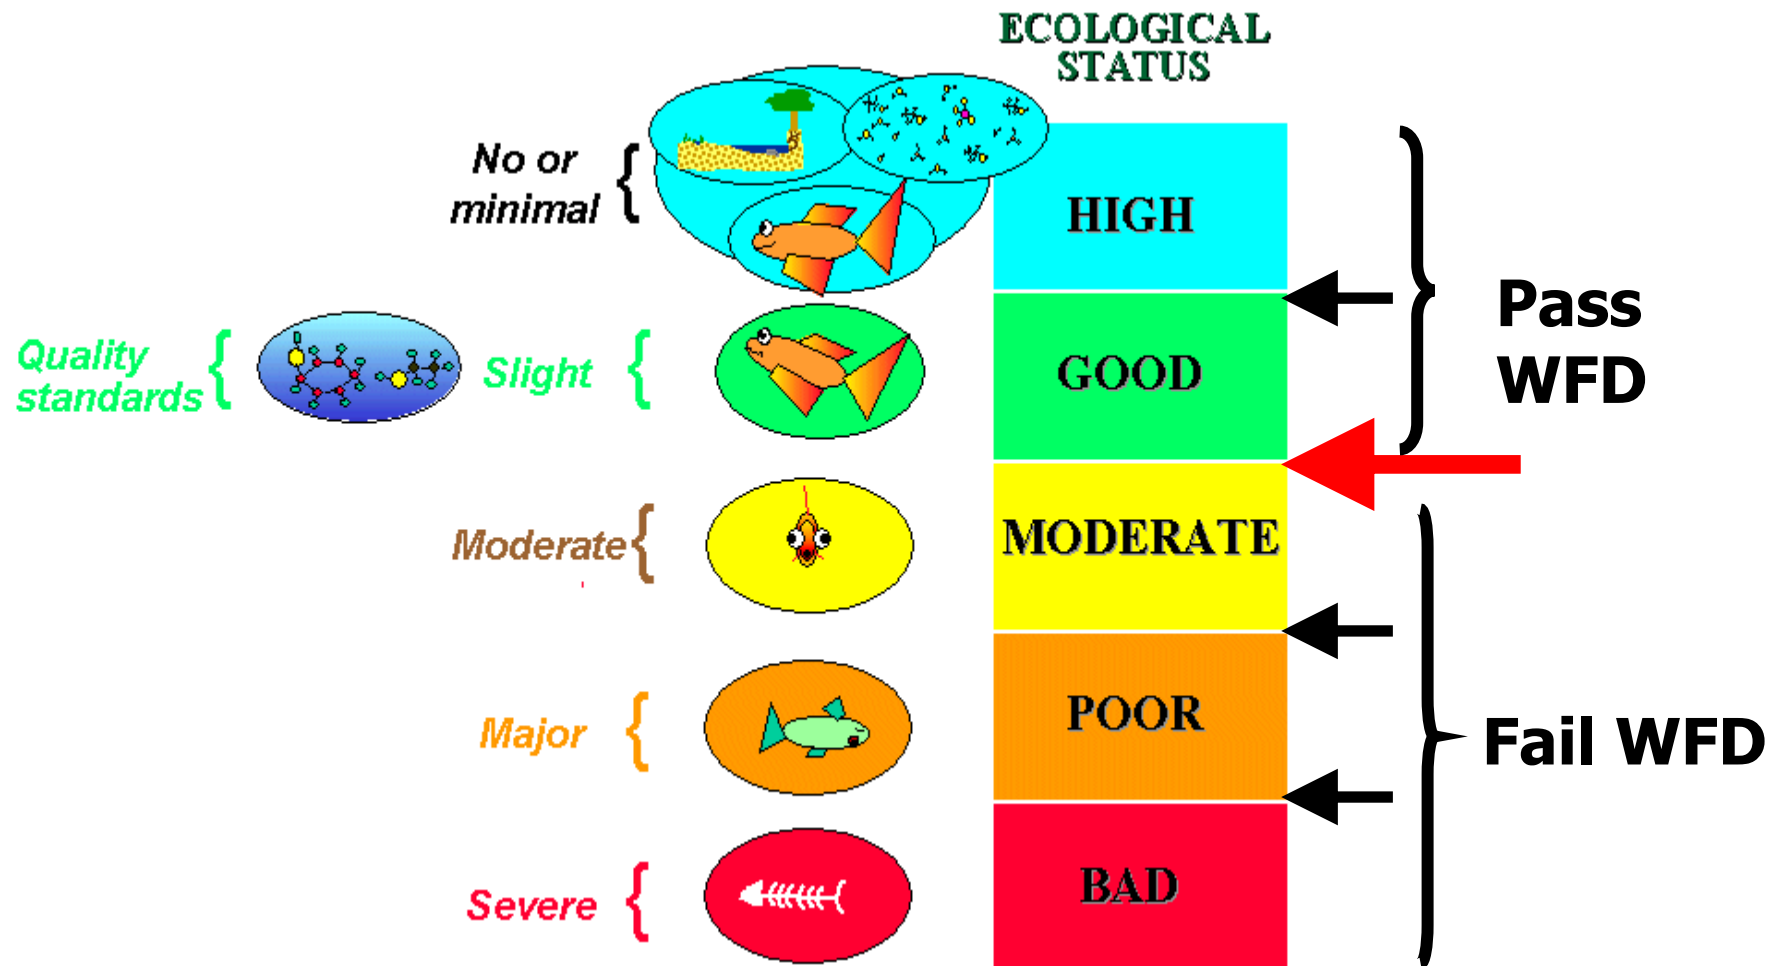 ECOLOGICAL
STATUS
No or
minimal
HIGH
Pass
WFD
Quality
standards
Slight
GOOD
Moderate
MODERATE
Major
POOR
Fail WFD
Severe
BAD